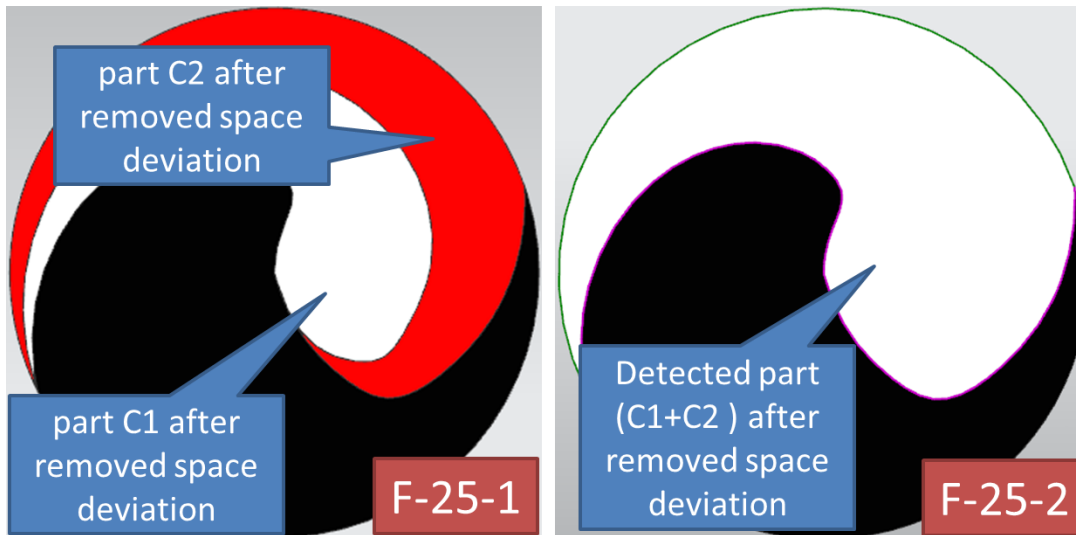 part C2 after
removed space
deviation
part C1 after
removed space
deviation
F-25-1
Detected part
(C1+C2 ) after
removed space
deviation
F-25-2